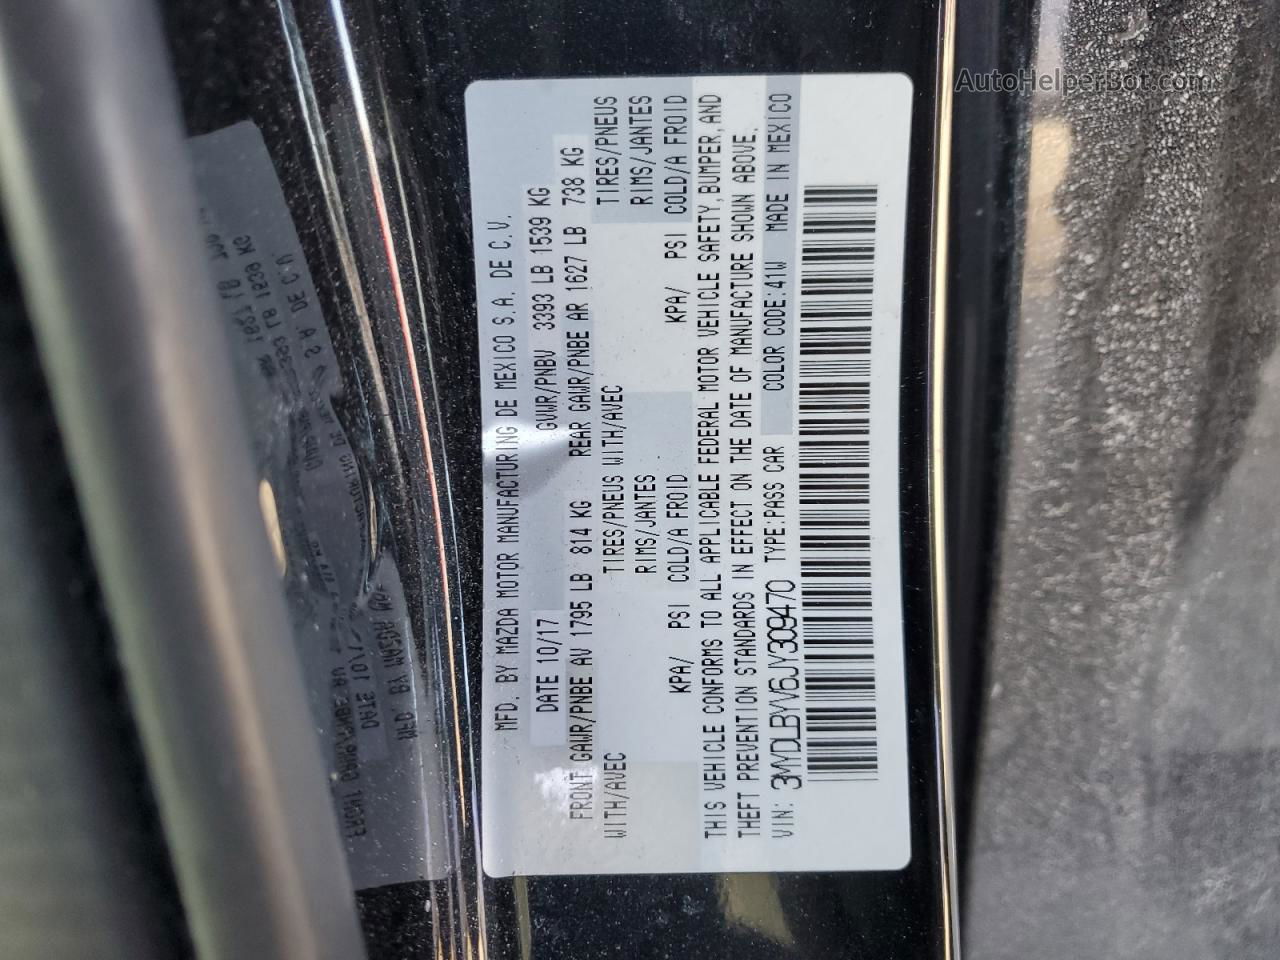 AutoHelperBot.com
MFD. BY MAZDA MOTOR MANUFACTURING DE MEXICO S.A. DE C.V.
DATE 10/17 GVWR/PNBV 3393 LB 1539 KG
FRONT GAWR/PNBE AV 1795 LB 814 KG REAR GAWR/PNBE AR 1627 LB 738 KG
WITH/AVEC TIRES/PNEUS WITH/AVEC TIRES/PNEUS
RIMS/JANTES RIMS/JANTES
KPA/ PSI COLD/A FROID KPA/ PSI COLD/A FROID
THIS VEHICLE CONFORMS TO ALL APPLICABLE FEDERAL MOTOR VEHICLE SAFETY,BUMPER,AND
THEFT PREVENTION STANDARDS IN EFFECT ON THE DATE OF MANUFACTURE SHOWN ABOVE.
VIN: 3MYDLBYV6JY309470 TYPE:PASS CAR COLOR CODE:41W MADE IN MEXICO